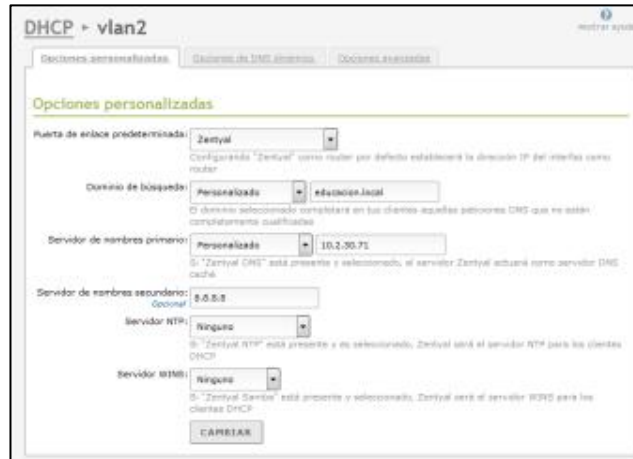 DHCP ▸ vlan2
mostrar ayuda
Opciones personalizadas
Opciones de DNS dinámico
Opciones avanzadas
Opciones personalizadas
Puerta de enlace predeterminada:
Zentyal
Configurando "Zentyal" como router por defecto establecerá la dirección IP del interfaz como
router
Dominio de búsqueda:
Personalizado
educacion.local
El dominio seleccionado completará en tus clientes aquellas peticiones DNS que no están
completamente cualificadas
Servidor de nombres primario:
Personalizado
10.2.30.71
Si "Zentyal DNS" está presente y seleccionado, el servidor Zentyal actuará como servidor DNS
caché
Servidor de nombres secundario:
Opcional
8.8.8.8
Servidor NTP:
Ninguno
Si "Zentyal NTP" está presente y es seleccionado, Zentyal será el servidor NTP para los clientes
DHCP
Servidor WINS:
Ninguno
Si "Zentyal Samba" está presente y seleccionado, Zentyal será el servidor WINS para los
clientes DHCP
CAMBIAR